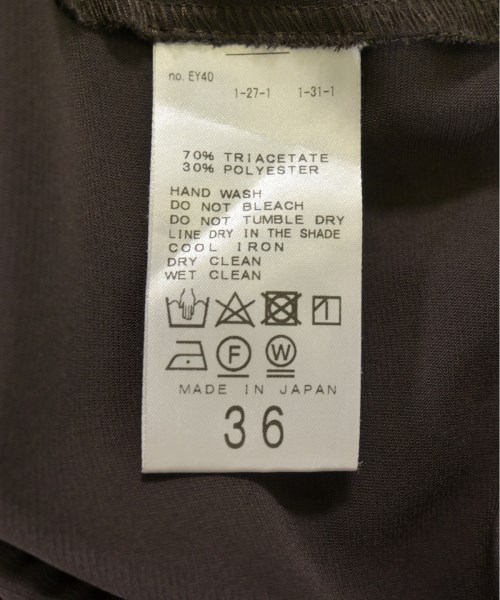 no. EY40
1-27-1 1-31-1
70% TRIACETATE
30% POLYESTER
HAND WASH
DO NOT BLEACH
DO NOT TUMBLE DRY
LINE DRY IN THE SHADE
COOL IRON
DRY CLEAN
WET CLEAN
F W
MADE IN JAPAN
36